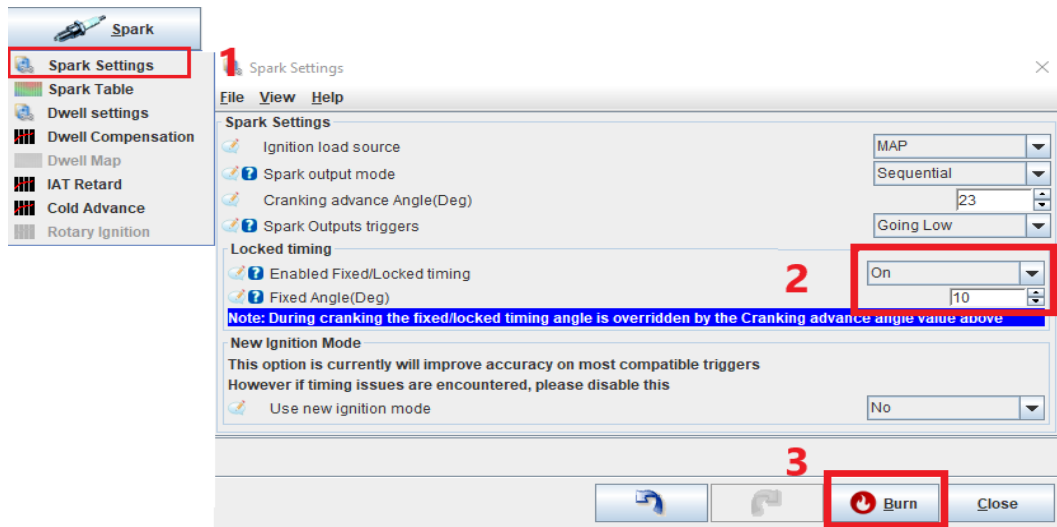 Spark
Spark Settings
Spark Table
Dwell settings
Dwell Compensation
Dwell Map
IAT Retard
Cold Advance
Rotary Ignition
1
Spark Settings
File View Help
Spark Settings
Ignition load source MAP
Spark output mode Sequential
Cranking advance Angle(Deg) 23
Spark Outputs triggers Going Low
Locked timing
Enabled Fixed/Locked timing 2 On
Fixed Angle(Deg) 10
Note: During cranking the fixed/locked timing angle is overridden by the Cranking advance angle value above
New Ignition Mode
This option is currently will improve accuracy on most compatible triggers
However if timing issues are encountered, please disable this
Use new ignition mode No
3
Burn Close